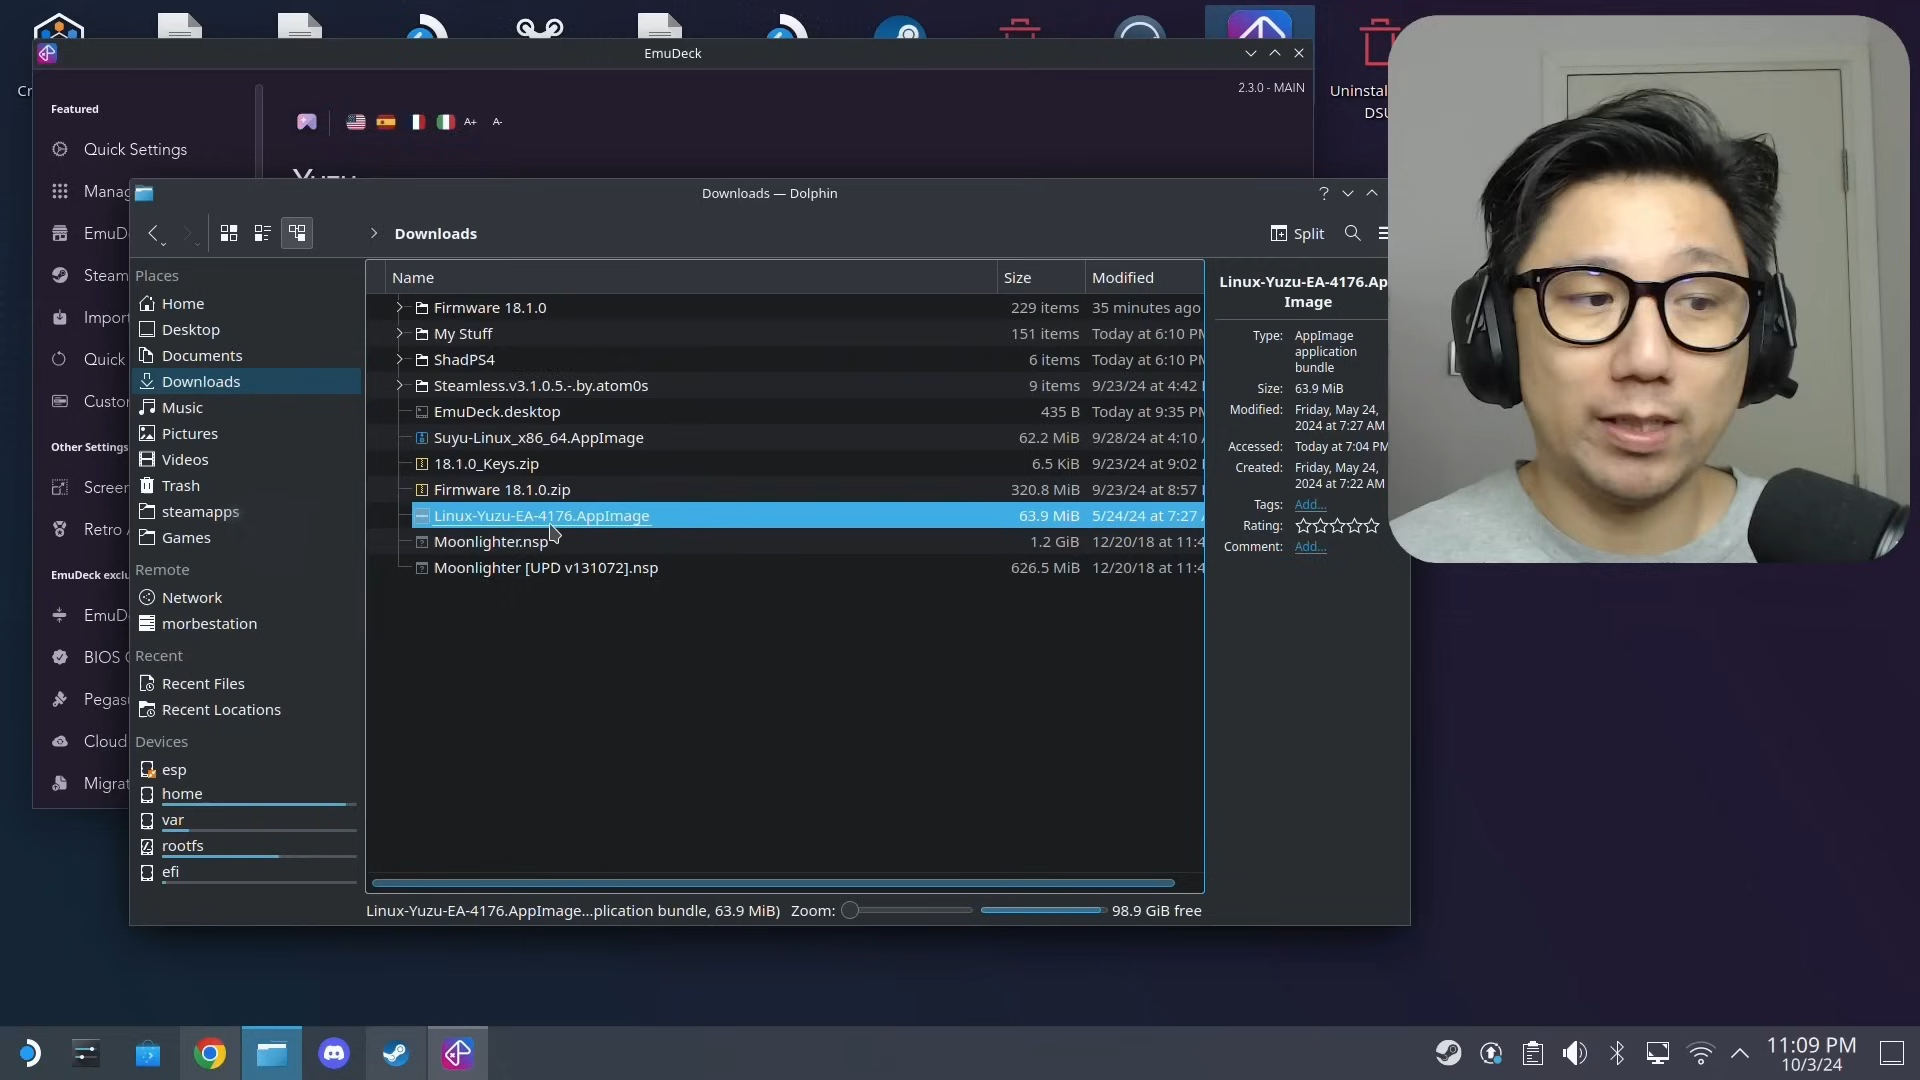 EmuDeck
2.3.0 - MAIN
A+
A-
Featured
Quick Settings
Manag
EmuD
Steam
Import
Quick
Custo
Other Settings
Screen
Retro A
EmuDeck exclu
EmuD
BIOS C
Pegasu
Cloud
Migrat
Yuzu
Cr
Uninstal
DSU
Downloads — Dolphin
Downloads
Split
Places
Home
Desktop
Documents
Downloads
Music
Pictures
Videos
Trash
steamapps
Games
Remote
Network
morbestation
Recent
Recent Files
Recent Locations
Devices
esp
home
var
rootfs
efi
Name Size Modified
Firmware 18.1.0 229 items 35 minutes ago
My Stuff 151 items Today at 6:10 PM
ShadPS4 6 items Today at 6:10 PM
Steamless.v3.1.0.5.-.by.atom0s 9 items 9/23/24 at 4:42
EmuDeck.desktop 435 B Today at 9:35 PM
Suyu-Linux_x86_64.AppImage 62.2 MiB 9/28/24 at 4:10
18.1.0_Keys.zip 6.5 KiB 9/23/24 at 9:02
Firmware 18.1.0.zip 320.8 MiB 9/23/24 at 8:57
Linux-Yuzu-EA-4176.AppImage 63.9 MiB 5/24/24 at 7:27
Moonlighter.nsp 1.2 GiB 12/20/18 at 11:4
Moonlighter [UPD v131072].nsp 626.5 MiB 12/20/18 at 11:4
Linux-Yuzu-EA-4176.Ap
Image
Type: AppImage
application
bundle
Size: 63.9 MiB
Modified: Friday, May 24,
2024 at 7:27 AM
Accessed: Today at 7:04 PM
Created: Friday, May 24,
2024 at 7:22 AM
Tags: Add...
Rating:
Comment: Add...
Linux-Yuzu-EA-4176.AppImage...plication bundle, 63.9 MiB) Zoom: 98.9 GiB free
11:09 PM
10/3/24